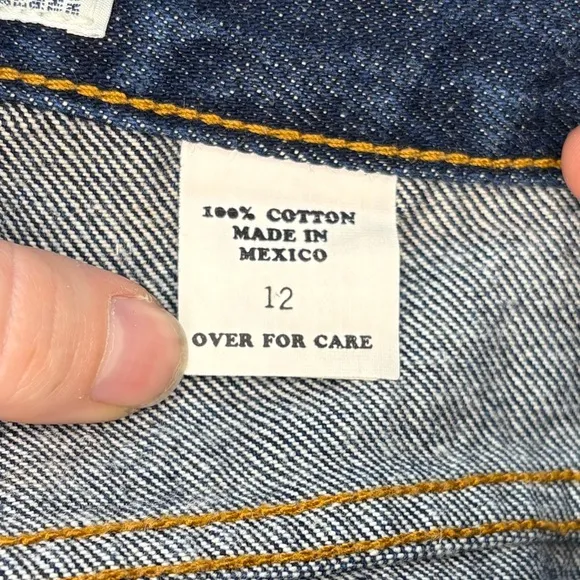 100% COTTON
MADE IN
MEXICO
12
OVER FOR CARE